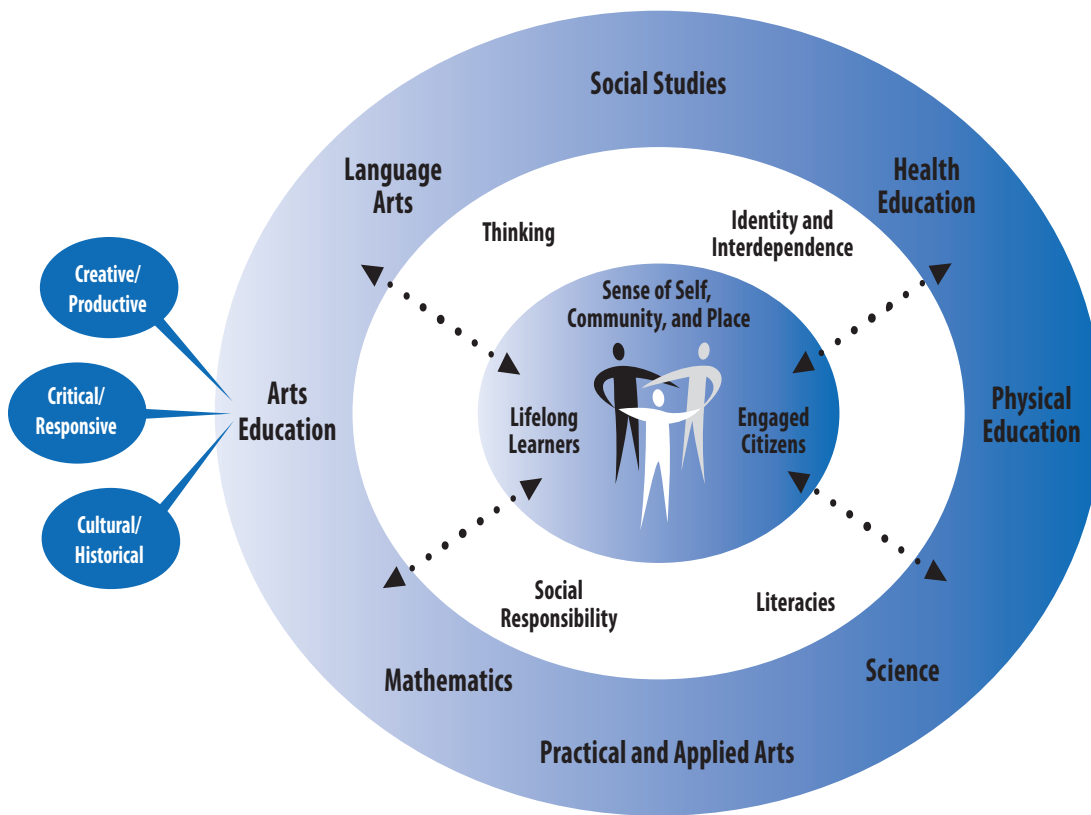 Social Studies
Language
Arts
Health
Education
Thinking
Identity and
Interdependence
Creative/
Productive
Sense of Self,
Community, and Place
Critical/
Responsive
Arts
Education
Lifelong
Learners
Engaged
Citizens
Physical
Education
Cultural/
Historical
Social
Responsibility
Literacies
Mathematics
Science
Practical and Applied Arts